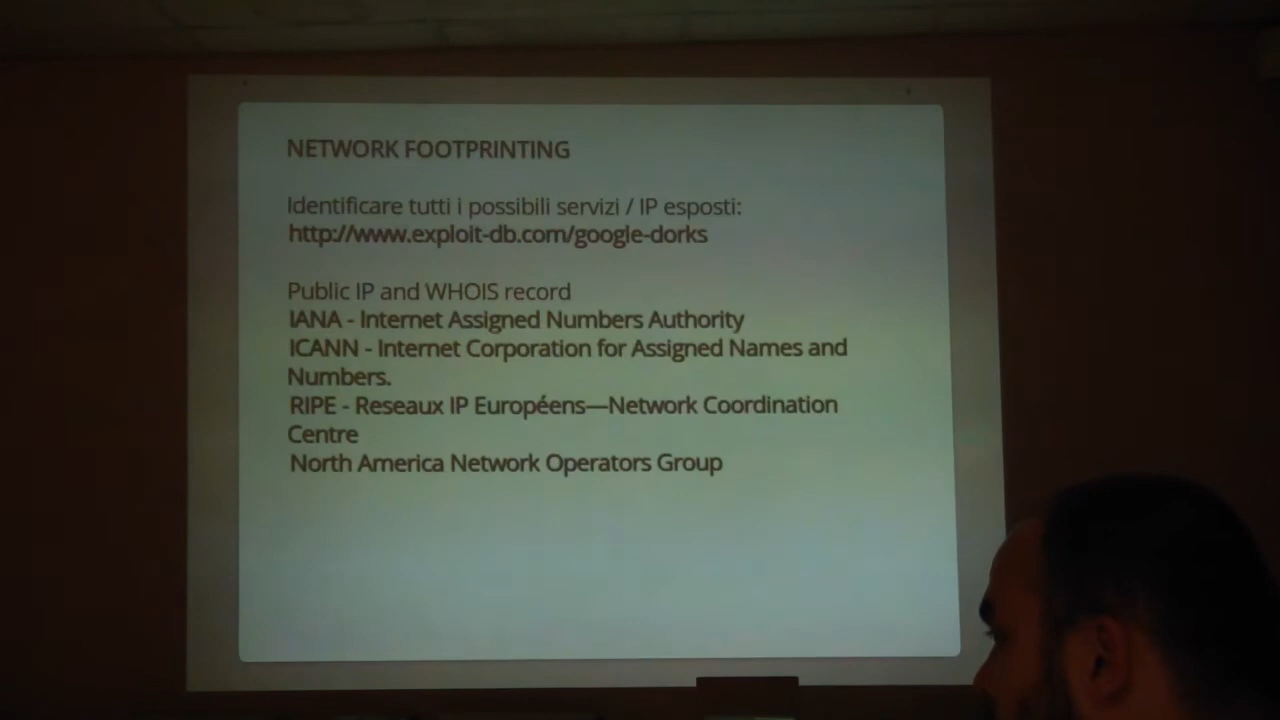 NETWORK FOOTPRINTING
Identificare tutti i possibili servizi / IP esposti:
http://www.exploit-db.com/google-dorks
Public IP and WHOIS record
IANA - Internet Assigned Numbers Authority
ICANN - Internet Corporation for Assigned Names and
Numbers.
RIPE - Reseaux IP Européens—Network Coordination
Centre
North America Network Operators Group